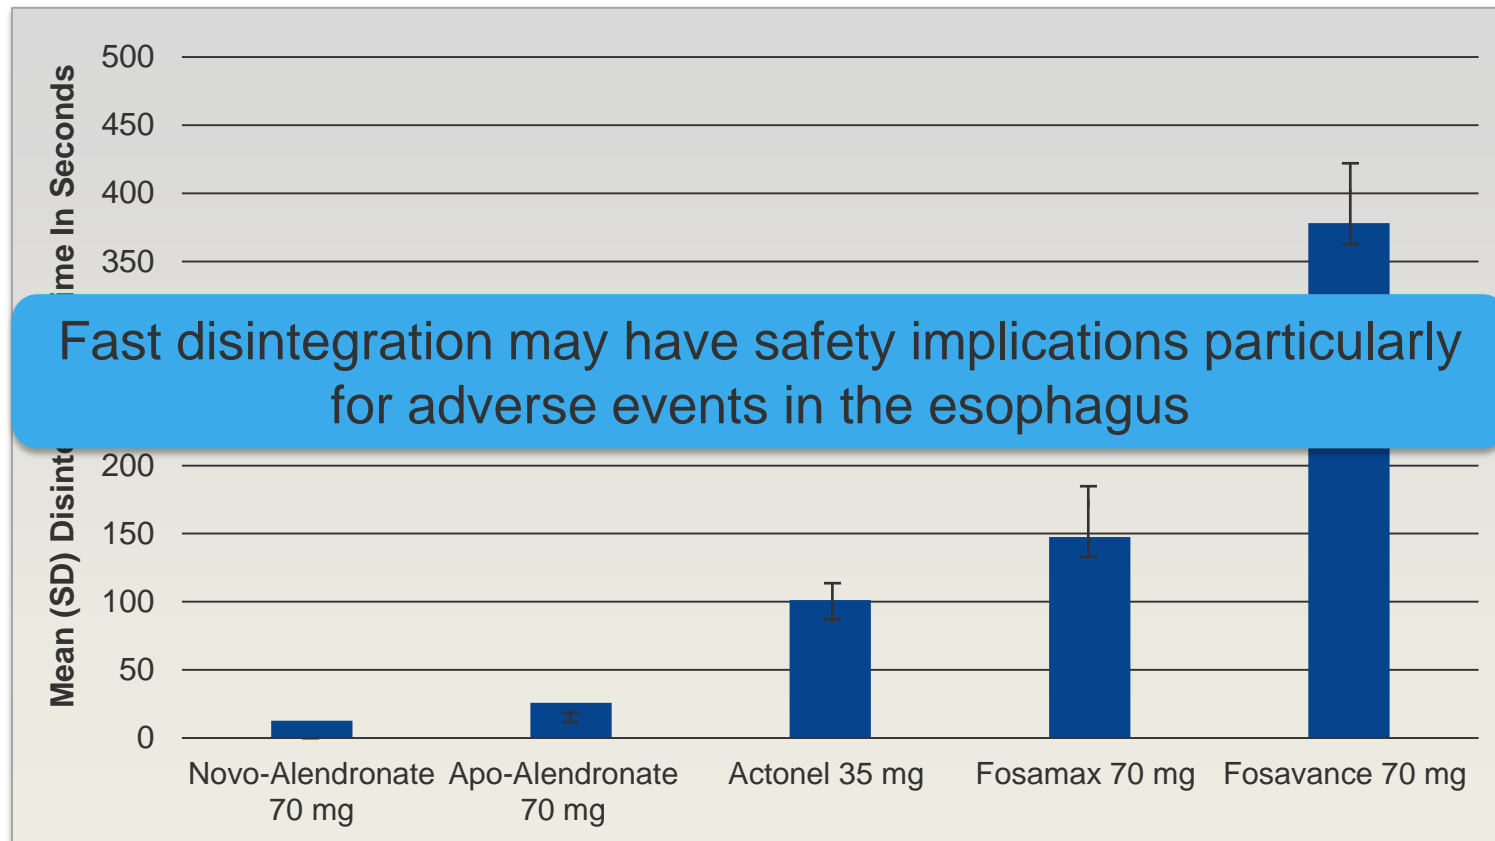 500
450
400
350
200
150
100
50
0
Mean (SD) Disinte
ime In Seconds
Fast disintegration may have safety implications particularly
for adverse events in the esophagus
Novo-Alendronate
70 mg
Apo-Alendronate
70 mg
Actonel 35 mg
Fosamax 70 mg
Fosavance 70 mg